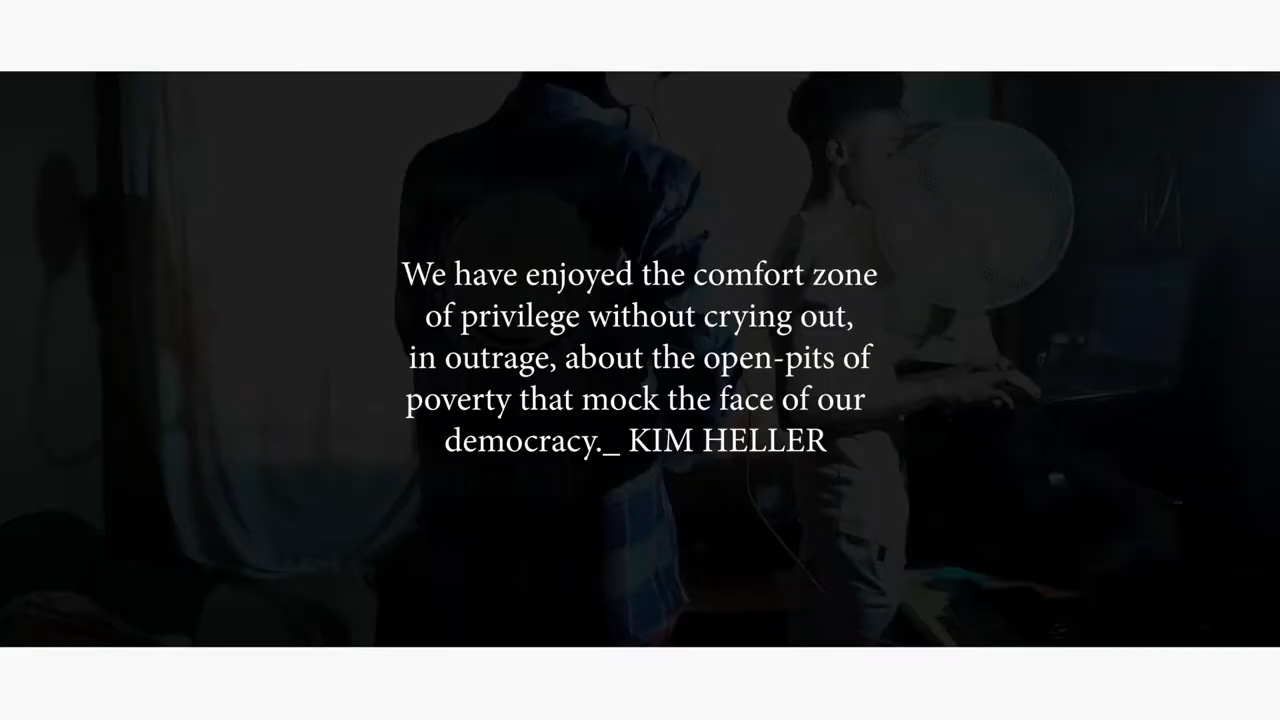 We have enjoyed the comfort zone
of privilege without crying out,
in outrage, about the open-pits of
poverty that mock the face of our
democracy._ KIM HELLER